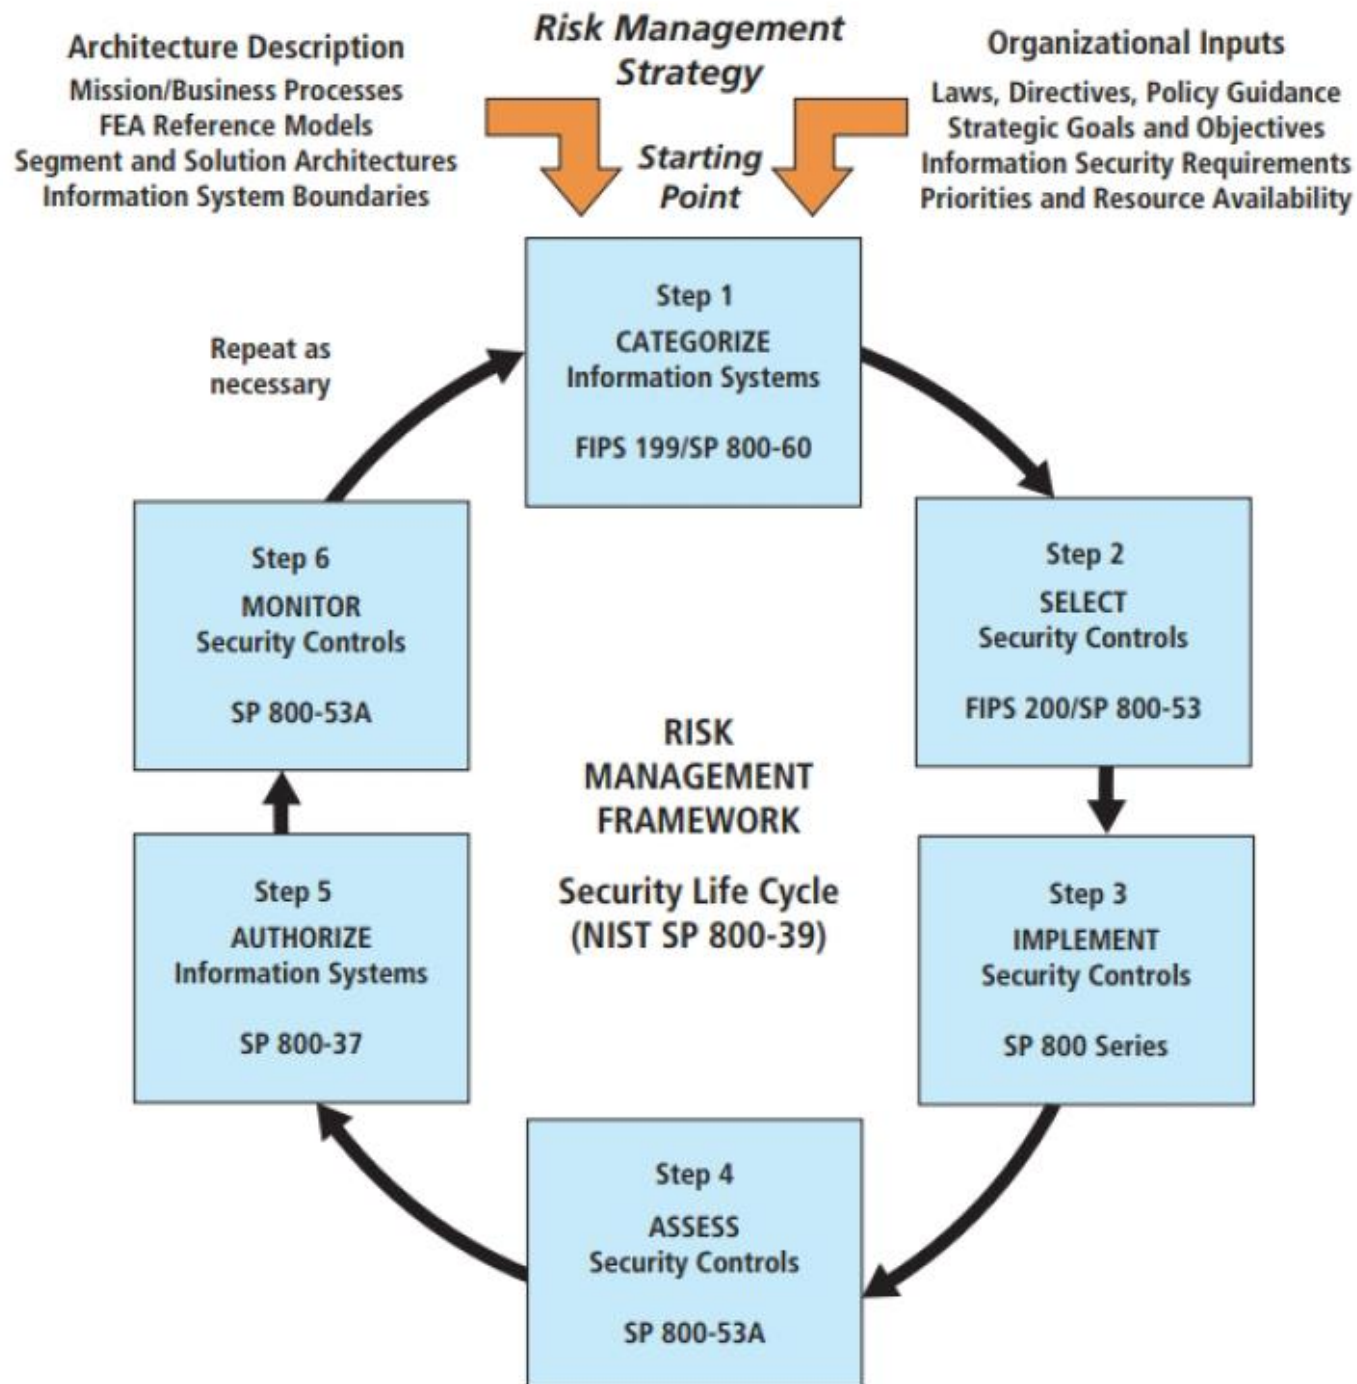 Architecture Description
Mission/Business Processes
FEA Reference Models
Segment and Solution Architectures
Information System Boundaries
Risk Management
Strategy
Starting
Point
Organizational Inputs
Laws, Directives, Policy Guidance
Strategic Goals and Objectives
Information Security Requirements
Priorities and Resource Availability
Repeat as
necessary
Step 1
CATEGORIZE
Information Systems
FIPS 199/SP 800-60
Step 2
SELECT
Security Controls
FIPS 200/SP 800-53
Step 3
IMPLEMENT
Security Controls
SP 800 Series
Step 4
ASSESS
Security Controls
SP 800-53A
Step 5
AUTHORIZE
Information Systems
SP 800-37
Step 6
MONITOR
Security Controls
SP 800-53A
RISK
MANAGEMENT
FRAMEWORK
Security Life Cycle
(NIST SP 800-39)